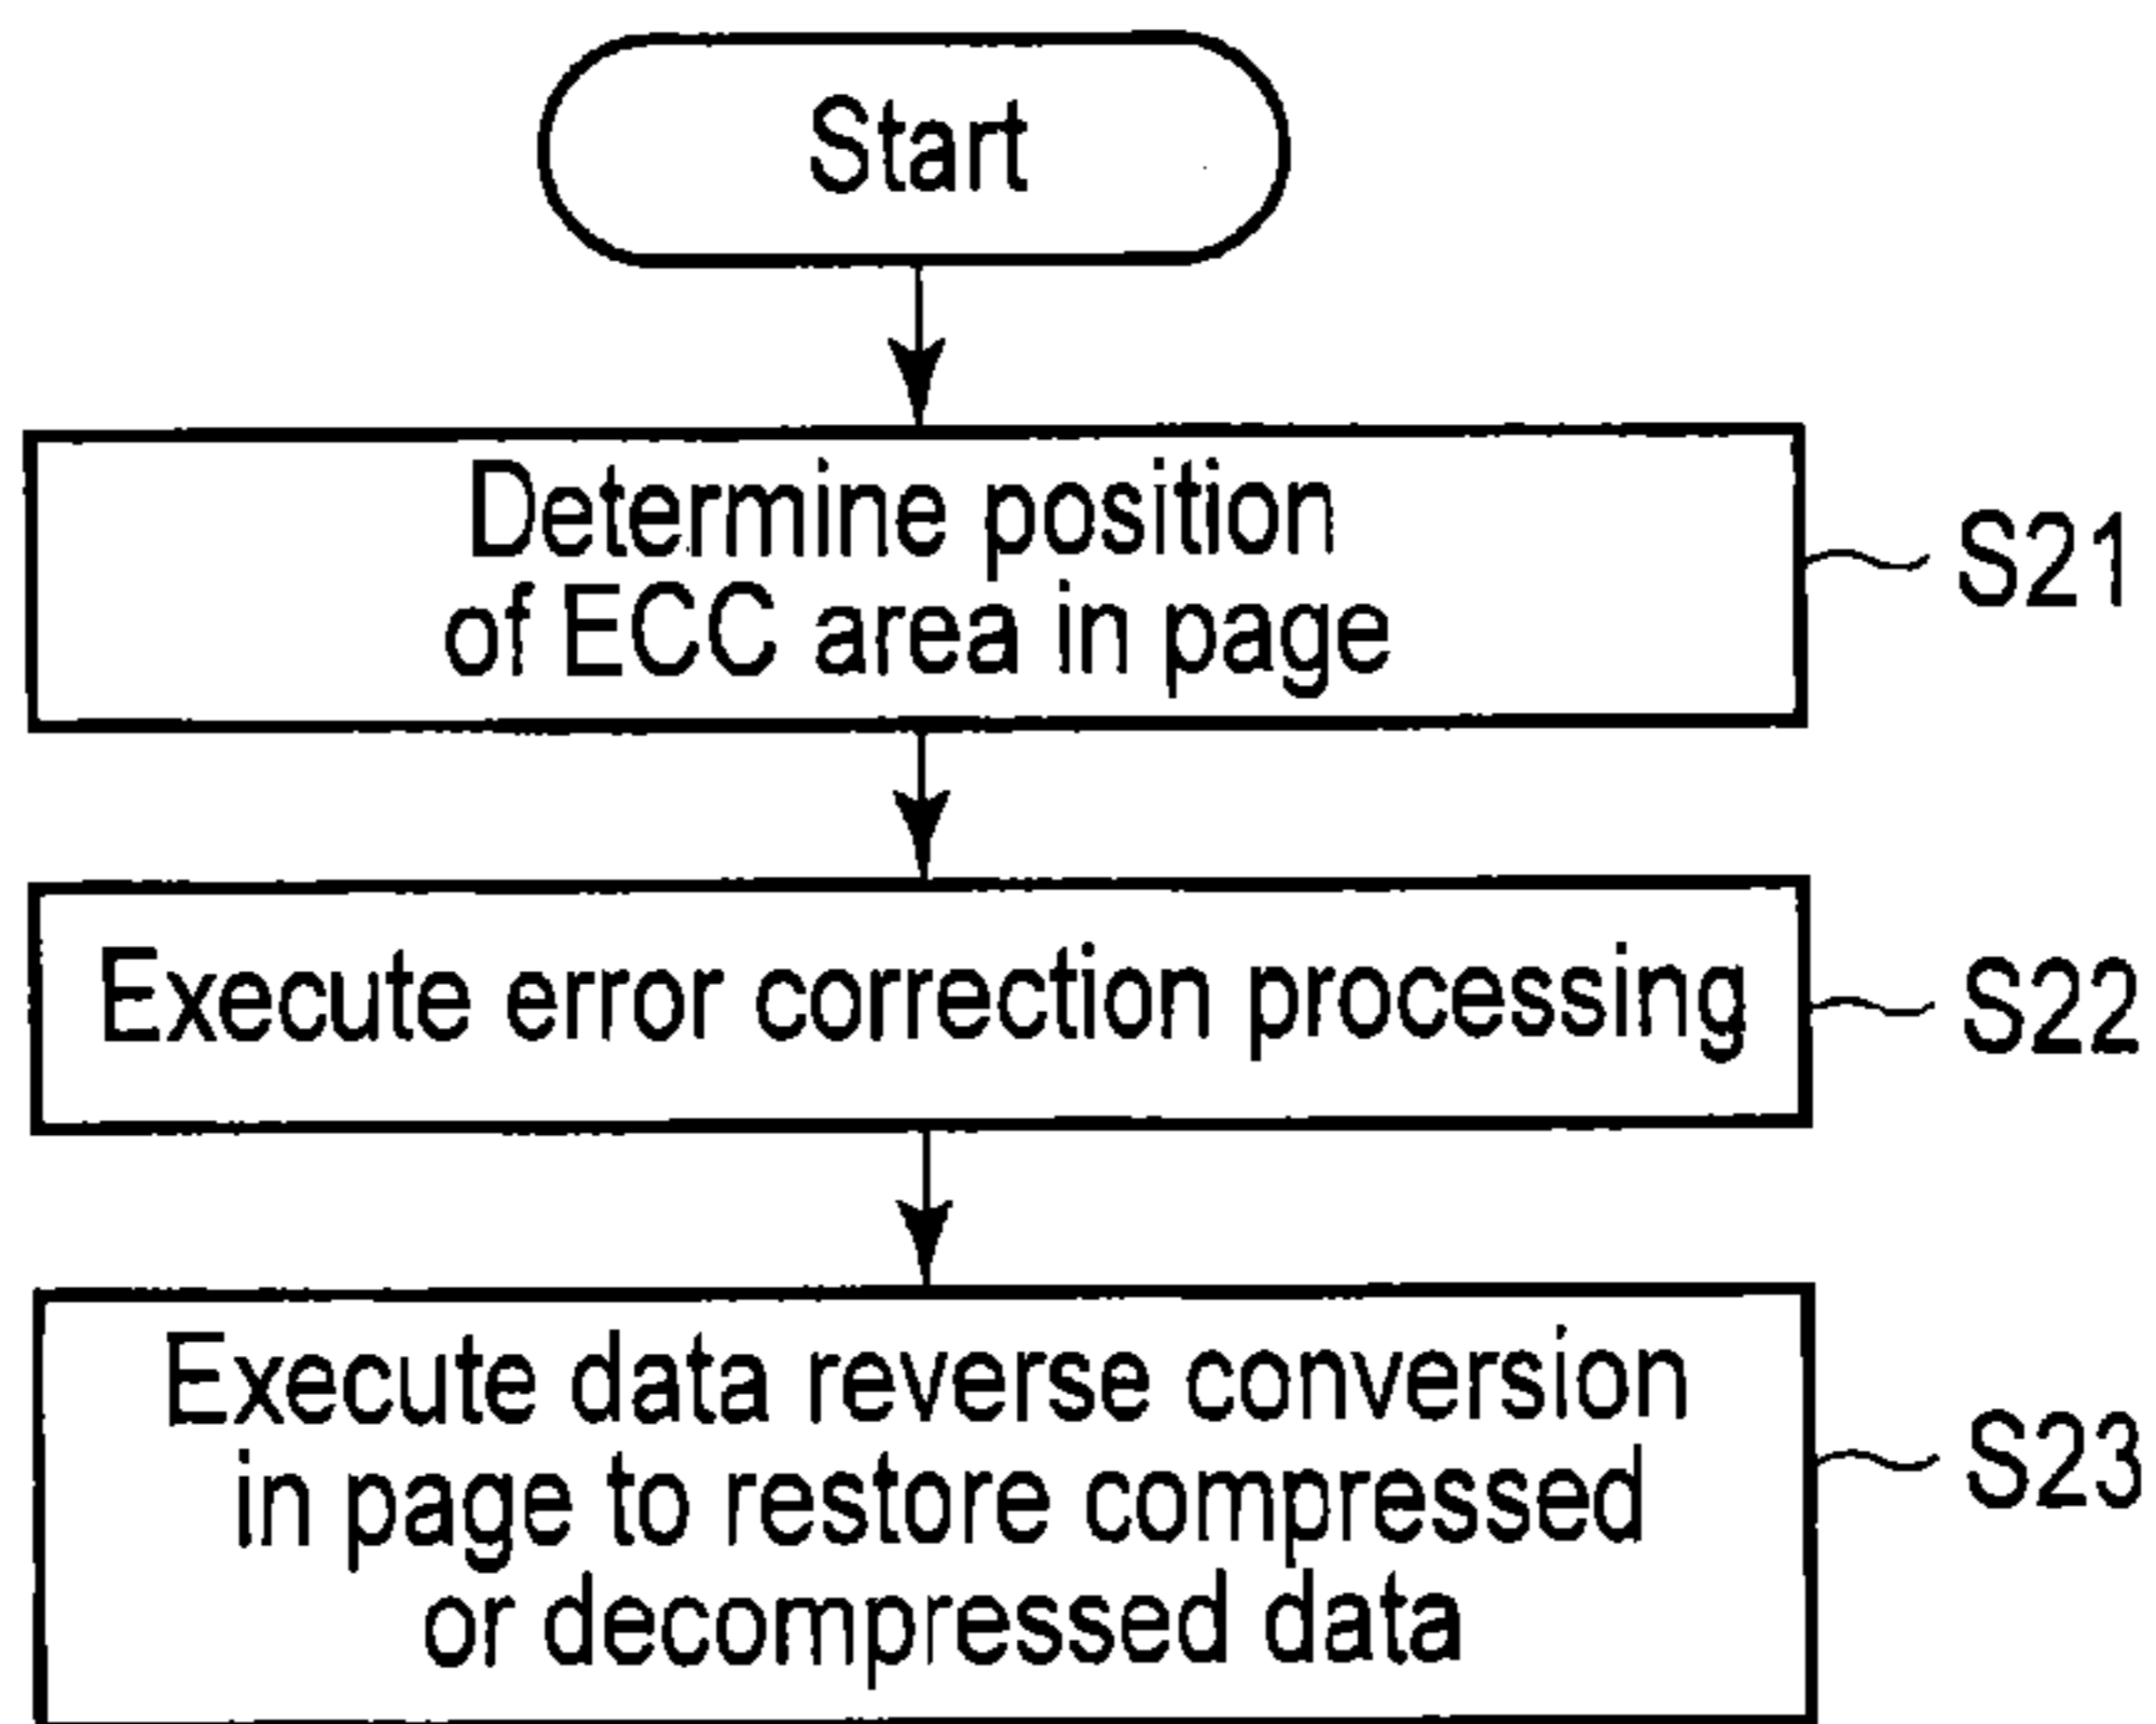 Start
Determine position
of ECC area in page
S21
Execute error correction processing
S22
Execute data reverse conversion
in page to restore compressed
or decompressed data
S23